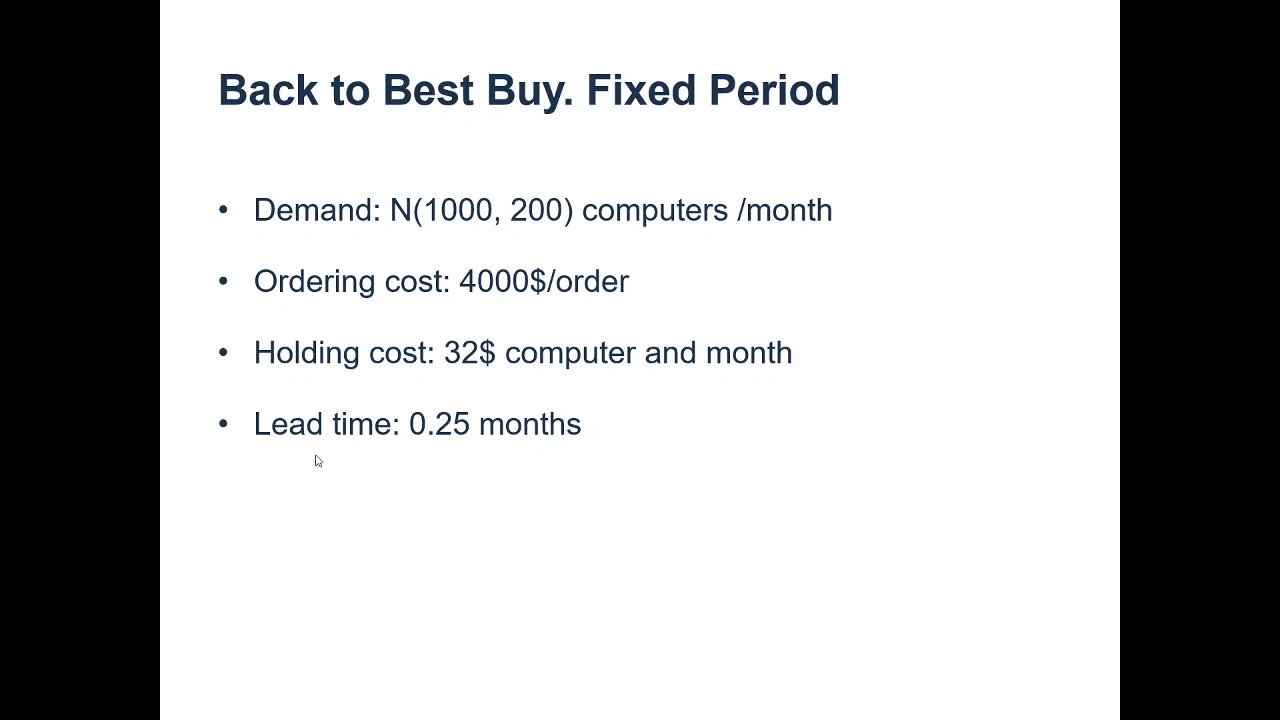 Back to Best Buy. Fixed Period
• Demand: N(1000, 200) computers /month
• Ordering cost: 4000$/order
• Holding cost: 32$ computer and month
• Lead time: 0.25 months